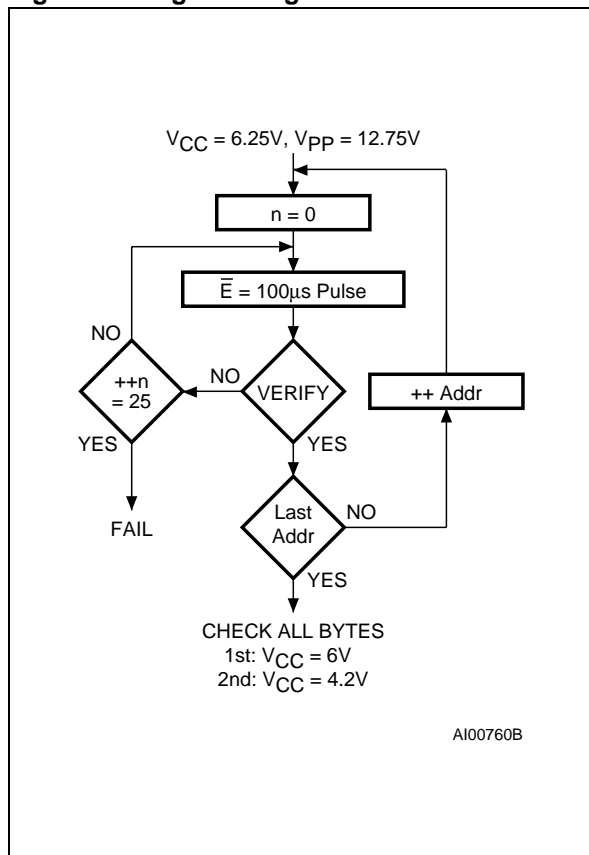 VCC = 6.25V, VPP = 12.75V
n = 0
E̅ = 100μs Pulse
NO
++n
= 25
NO
VERIFY
++ Addr
YES
YES
Last
Addr
NO
FAIL
YES
CHECK ALL BYTES
1st: VCC = 6V
2nd: VCC = 4.2V
AI00760B